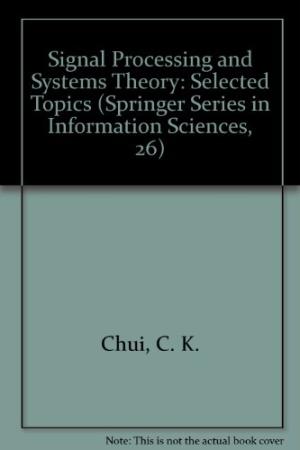 Signal Processing and
Systems Theory: Selected
Topics (Springer Series in
Information Sciences,
26)
Chui, C. K.
Note: This is not the actual book cover